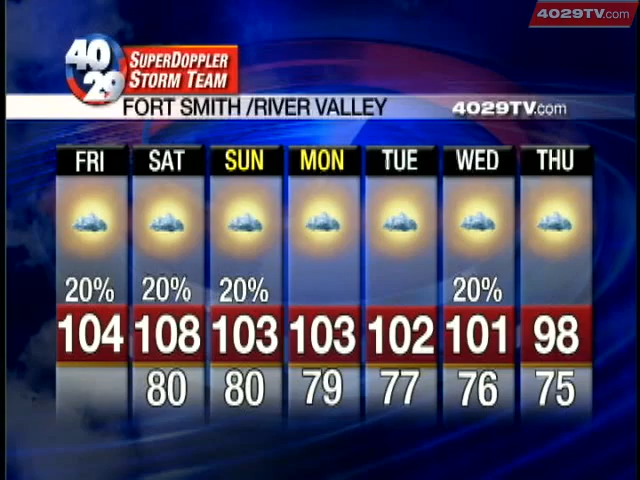 4029TV.com
40 29
SUPERDOPPLER
STORM TEAM
FORT SMITH /RIVER VALLEY 4029TV.com
FRI SAT SUN MON TUE WED THU
20% 20% 20% 20%
104 108 103 103 102 101 98
80 80 79 77 76 75